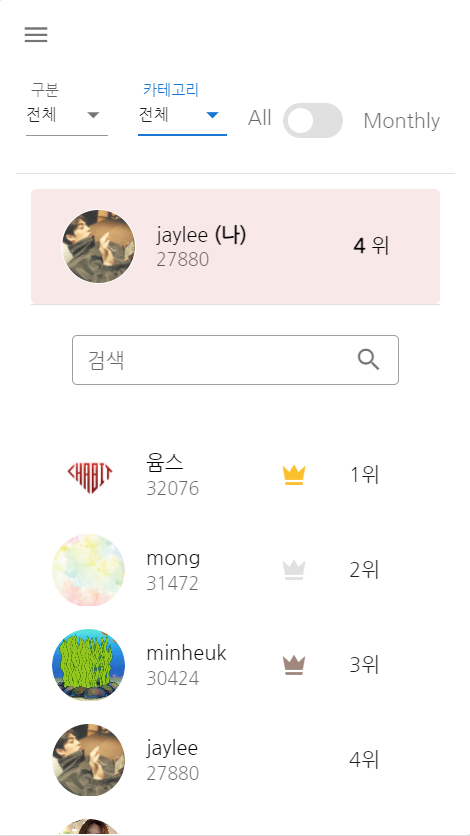 구분
카테고리
전체
전체
All
Monthly
jaylee (나)
27880
4 위
검색
CHABIT
윰스
32076
1위
mong
31472
2위
minheuk
30424
3위
jaylee
27880
4위